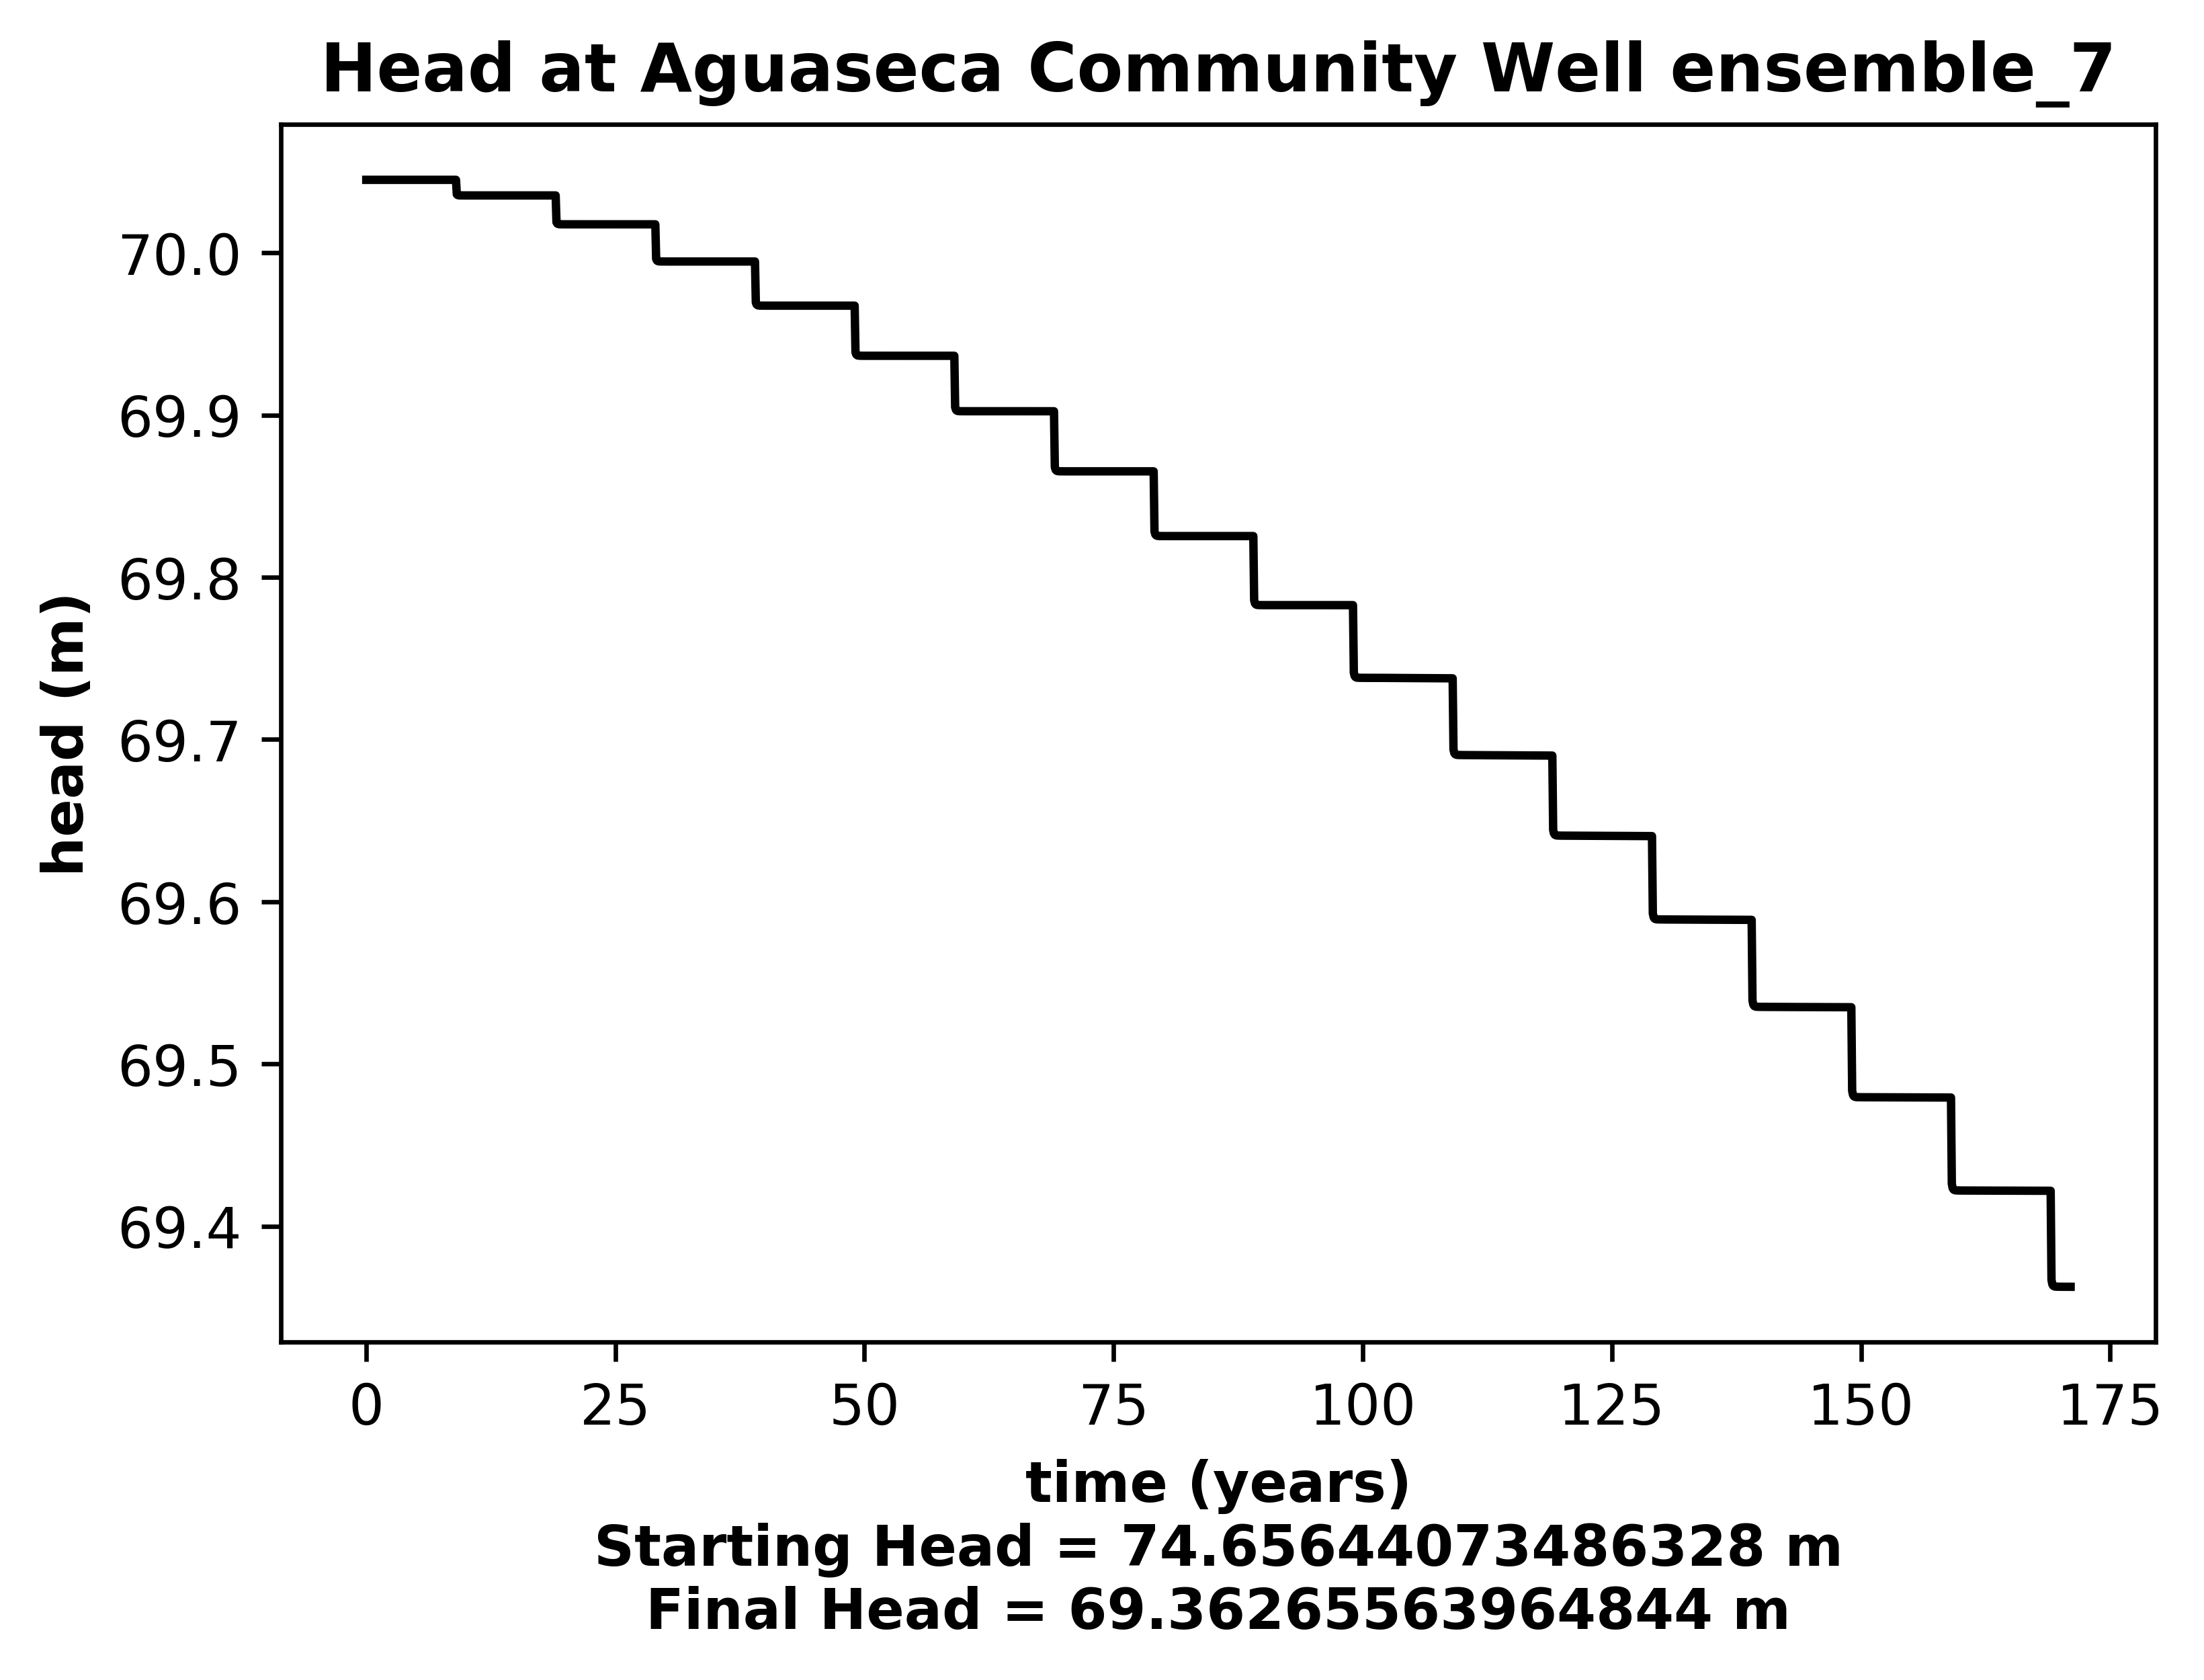 Head at Aguaseca Community Well ensemble_7
head (m)
70.0
69.9
69.8
69.7
69.6
69.5
69.4
0 25 50 75 100 125 150 175
time (years)
Starting Head = 74.65644073486328 m
Final Head = 69.36265563964844 m